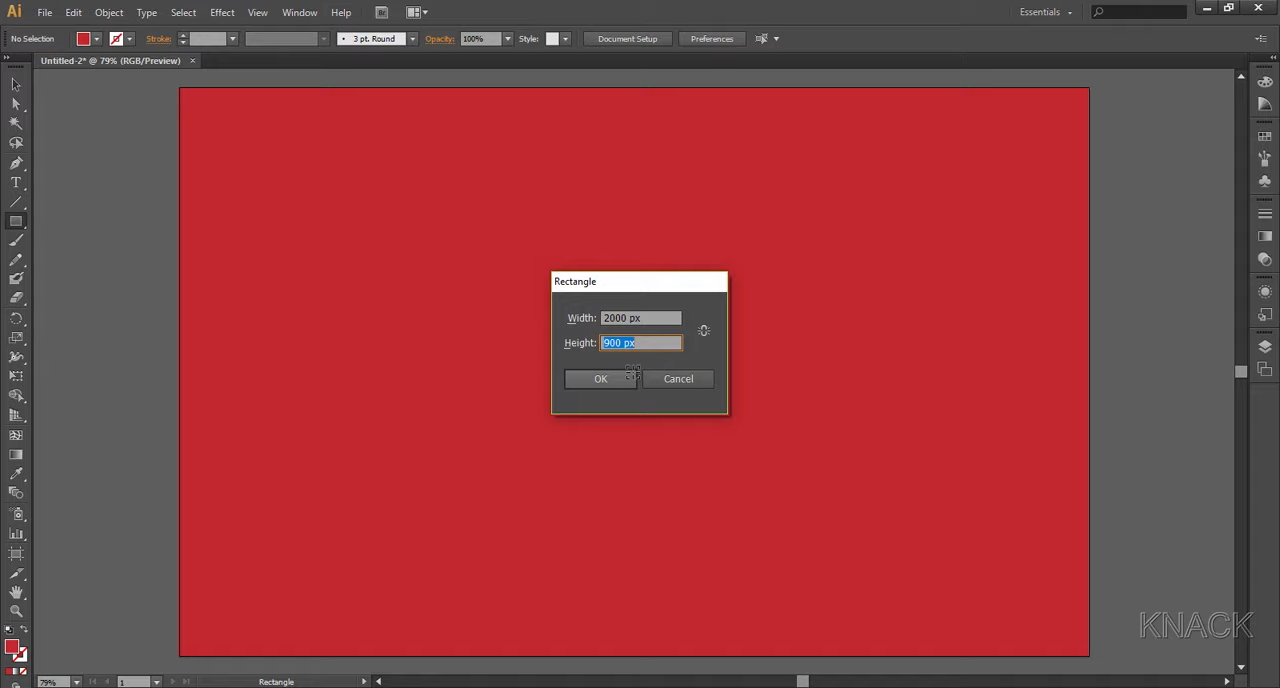 Ai File Edit Object Type Select Effect View Window Help Br Essentials
No Selection Stroke: 3 pt. Round Opacity: 100% Style: Document Setup Preferences
Untitled-2* @ 79% (RGB/Preview) ×
Rectangle
Width: 2000 px
Height: 900 px
OK Cancel
KNACK
79% 1 Rectangle